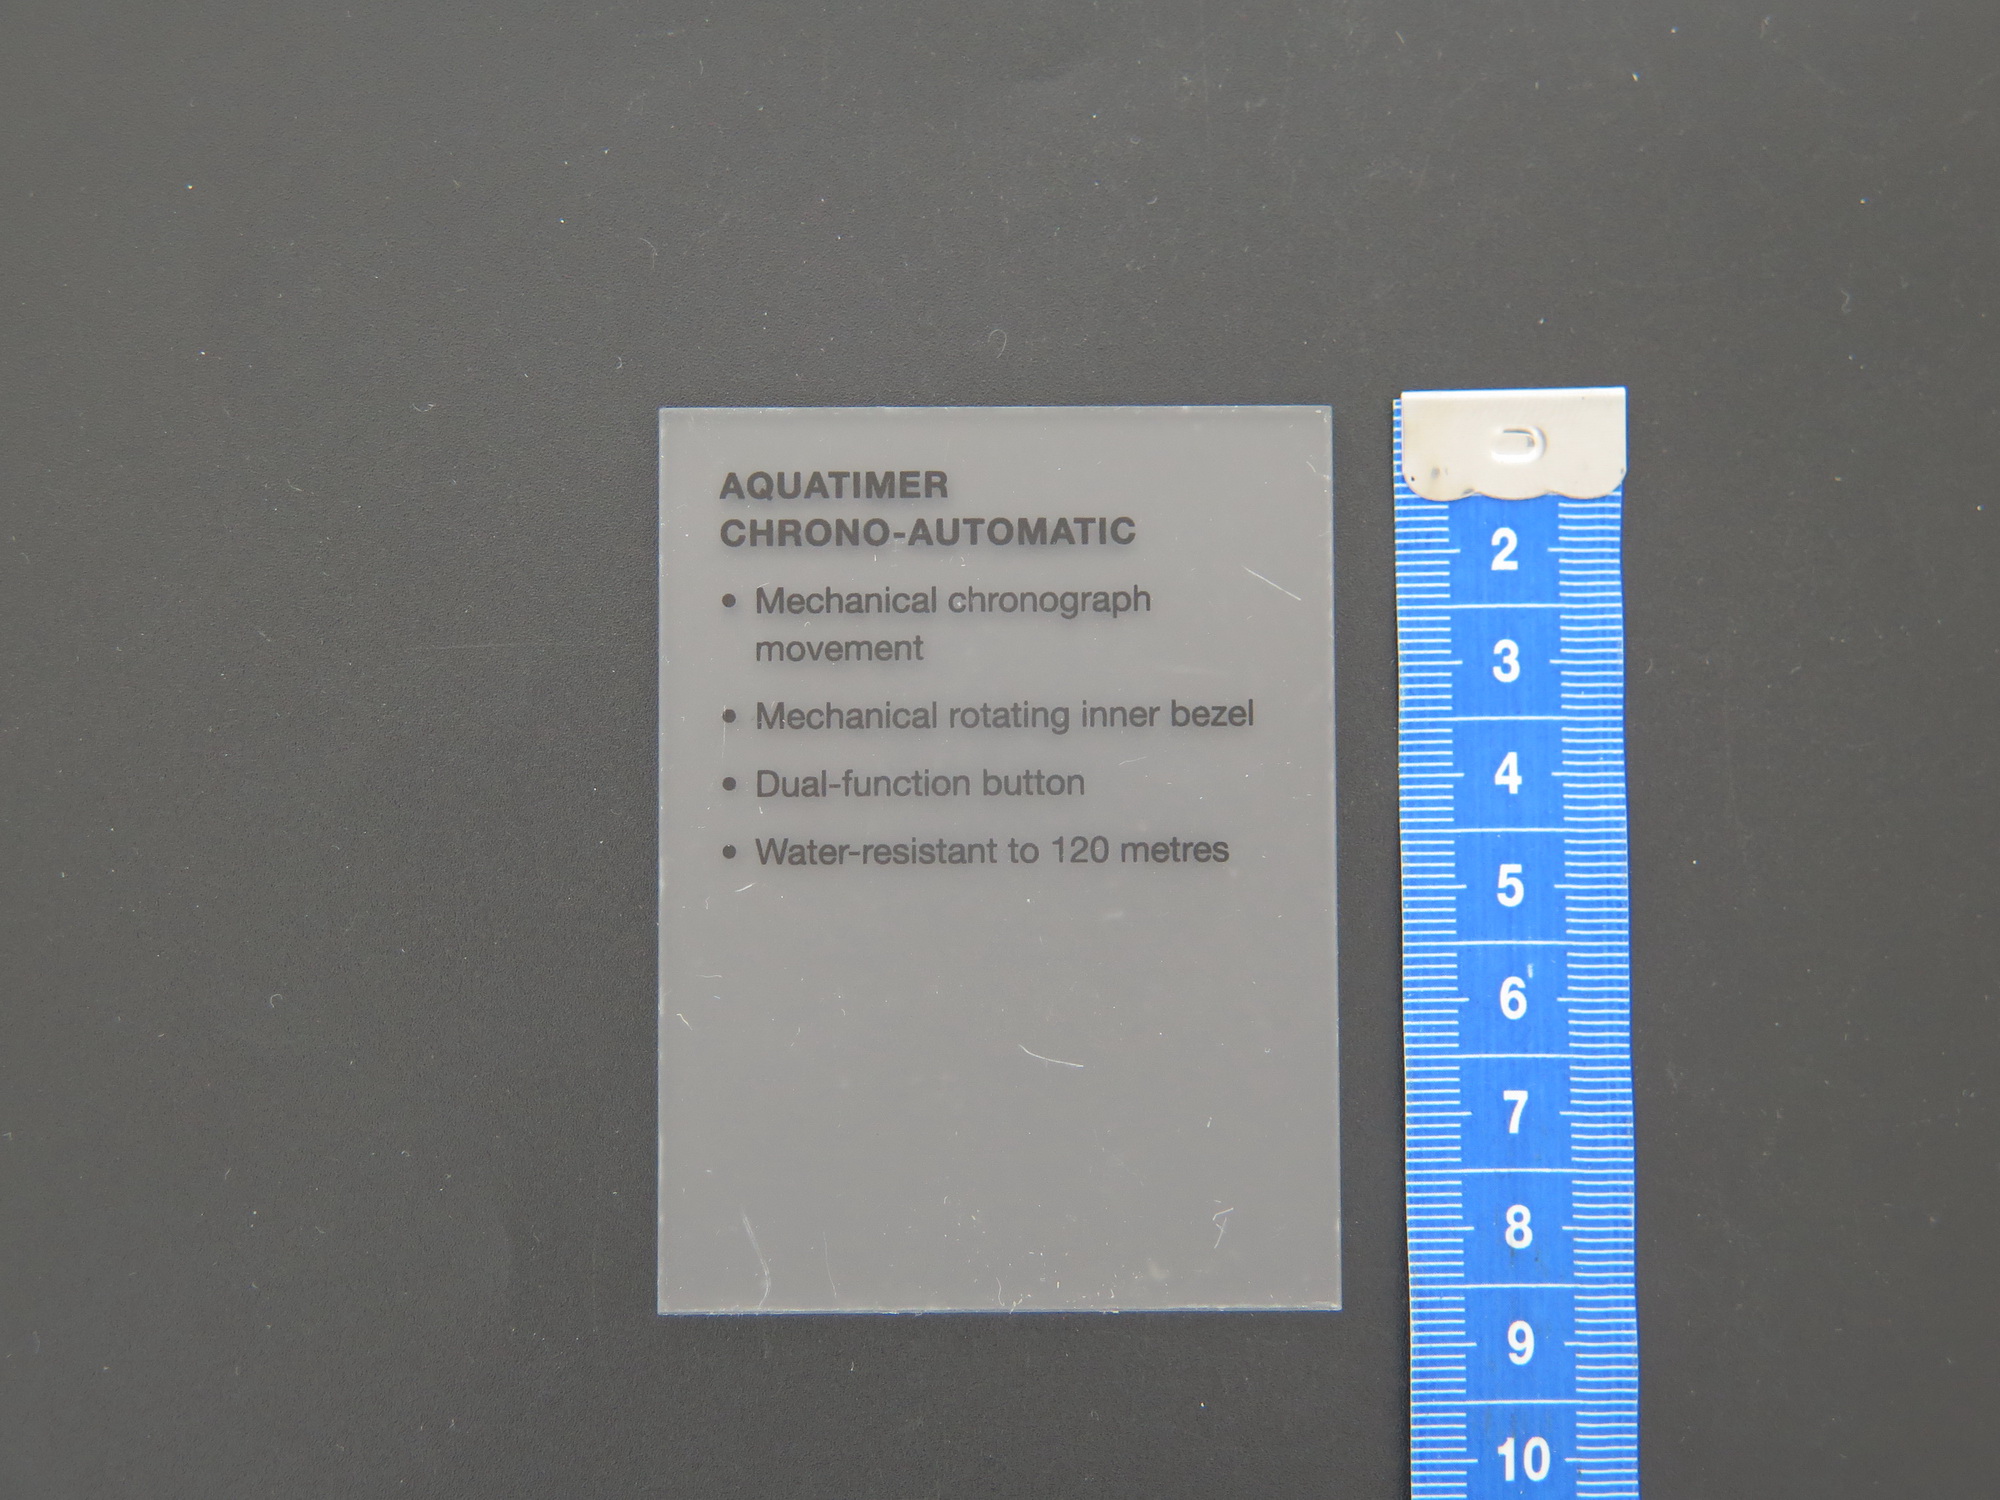 AQUATIMER
CHRONO-AUTOMATIC
• Mechanical chronograph
movement
• Mechanical rotating inner bezel
• Dual-function button
• Water-resistant to 120 metres
2
3
4
5
6
7
8
9
10